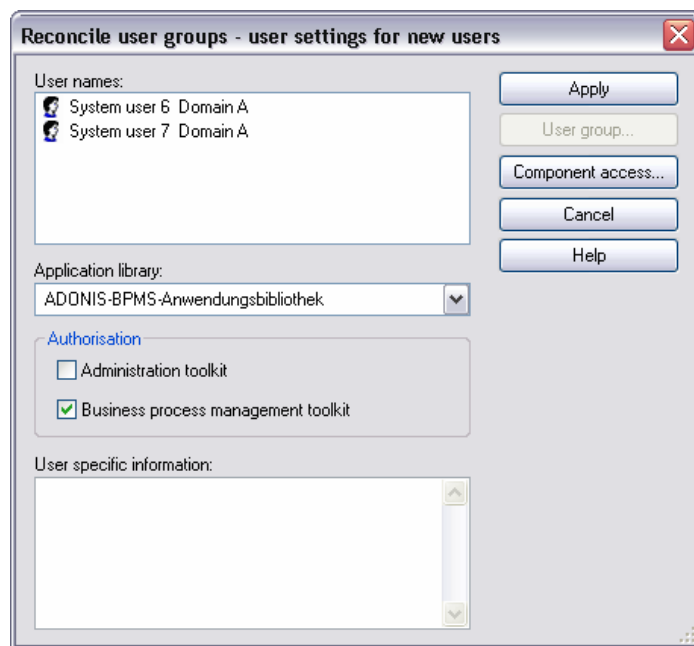 Reconcile user groups - user settings for new users
User names:
System user 6 Domain A
System user 7 Domain A
Apply
User group...
Component access...
Cancel
Help
Application library:
ADONIS-BPMS-Anwendungsbibliothek
Authorisation
Administration toolkit
Business process management toolkit
User specific information: